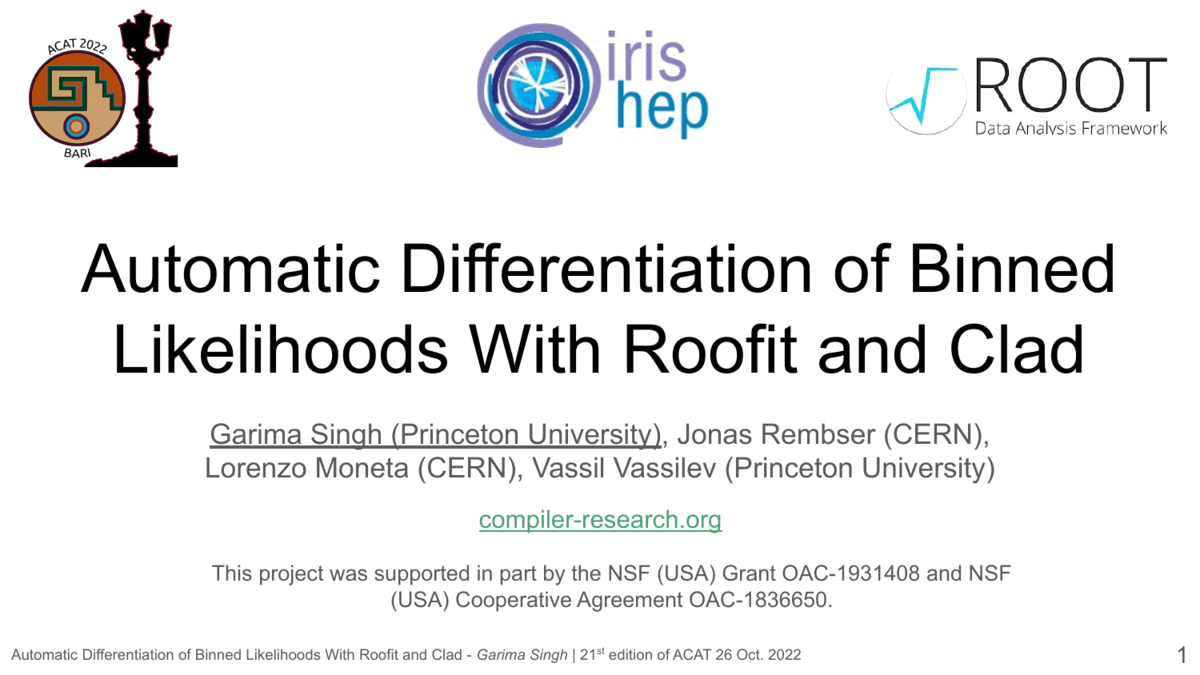 ACAT 2022
BARI
iris
hep
ROOT
Data Analysis Framework
Automatic Differentiation of Binned
Likelihoods With Roofit and Clad
Garima Singh (Princeton University), Jonas Rembser (CERN),
Lorenzo Moneta (CERN), Vassil Vassilev (Princeton University)
compiler-research.org
This project was supported in part by the NSF (USA) Grant OAC-1931408 and NSF
(USA) Cooperative Agreement OAC-1836650.
Automatic Differentiation of Binned Likelihoods With Roofit and Clad - Garima Singh | 21st edition of ACAT 26 Oct. 2022
1